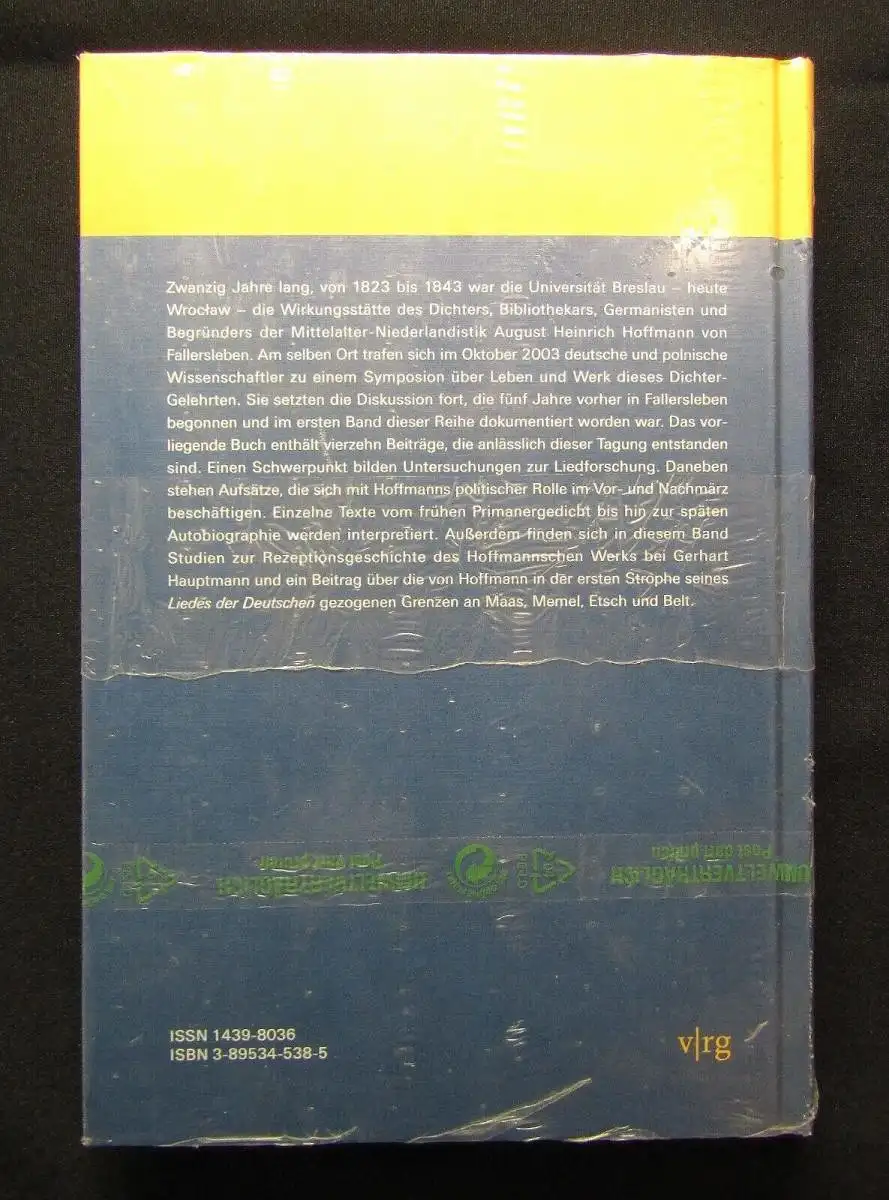 Zwanzig Jahre lang, von 1823 bis 1843 war die Universität Breslau – heute
Wrocław – die Wirkungsstätte des Dichters, Bibliothekars, Germanisten und
Begründers der Mittelalter-Niederlandistik August Heinrich Hoffmann von
Fallersleben. Am selben Ort trafen sich im Oktober 2003 deutsche und polnische
Wissenschaftler zu einem Symposion über Leben und Werk dieses Dichter-
Gelehrten. Sie setzten die Diskussion fort, die fünf Jahre vorher in Fallersleben
begonnen und im ersten Band dieser Reihe dokumentiert worden war. Das vor-
liegende Buch enthält vierzehn Beiträge, die anlässlich dieser Tagung entstanden
sind. Einen Schwerpunkt bilden Untersuchungen zur Liedforschung. Daneben
stehen Aufsätze, die sich mit Hoffmanns politischer Rolle im Vor- und Nachmärz
beschäftigen. Einzelne Texte vom frühen Primanergedicht bis hin zur späten
Autobiographie werden interpretiert. Außerdem finden sich in diesem Band
Studien zur Rezeptionsgeschichte des Hoffmannschen Werks bei Gerhart
Hauptmann und ein Beitrag über die von Hoffmann in der ersten Strophe seines
Liedes der Deutschen gezogenen Grenzen an Maas, Memel, Etsch und Belt.
UMWELTVERTRÄGLICH
UMWELTVERTRÄGLICH
ISSN 1439-8036
ISBN 3-89534-538-5
v|rg